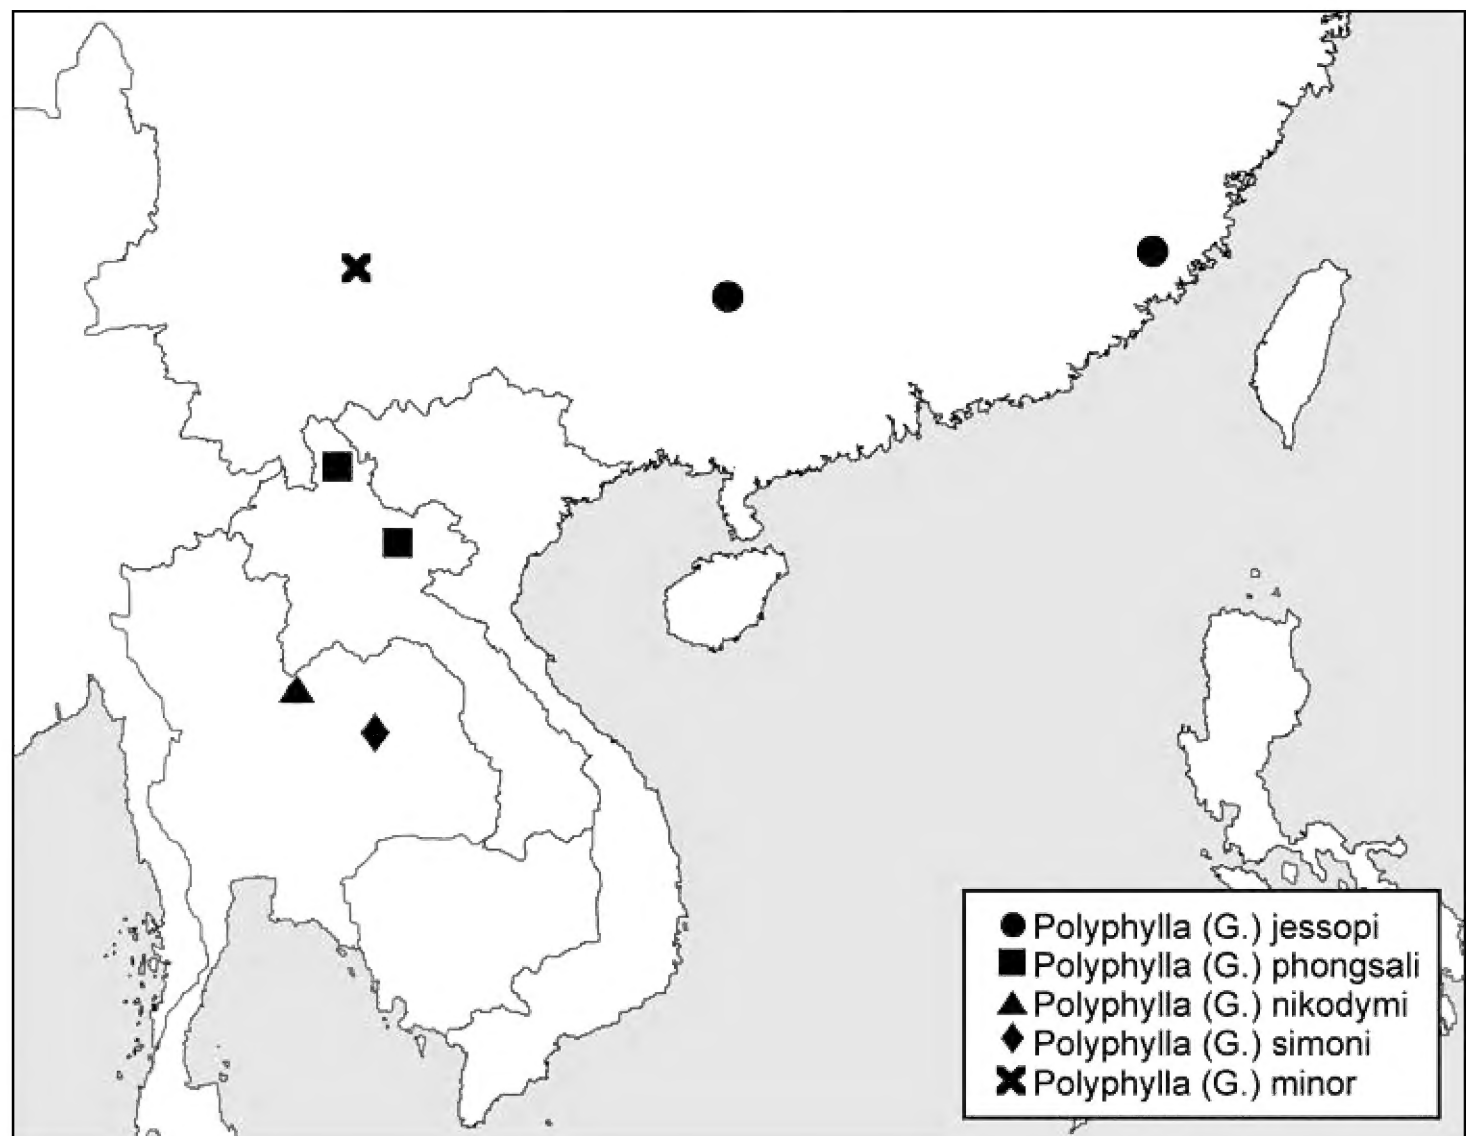 Polyphylla (G.) jessopi
Polyphylla (G.) phongsali
Polyphylla (G.) nikodymi
Polyphylla (G.) simoni
Polyphylla (G.) minor